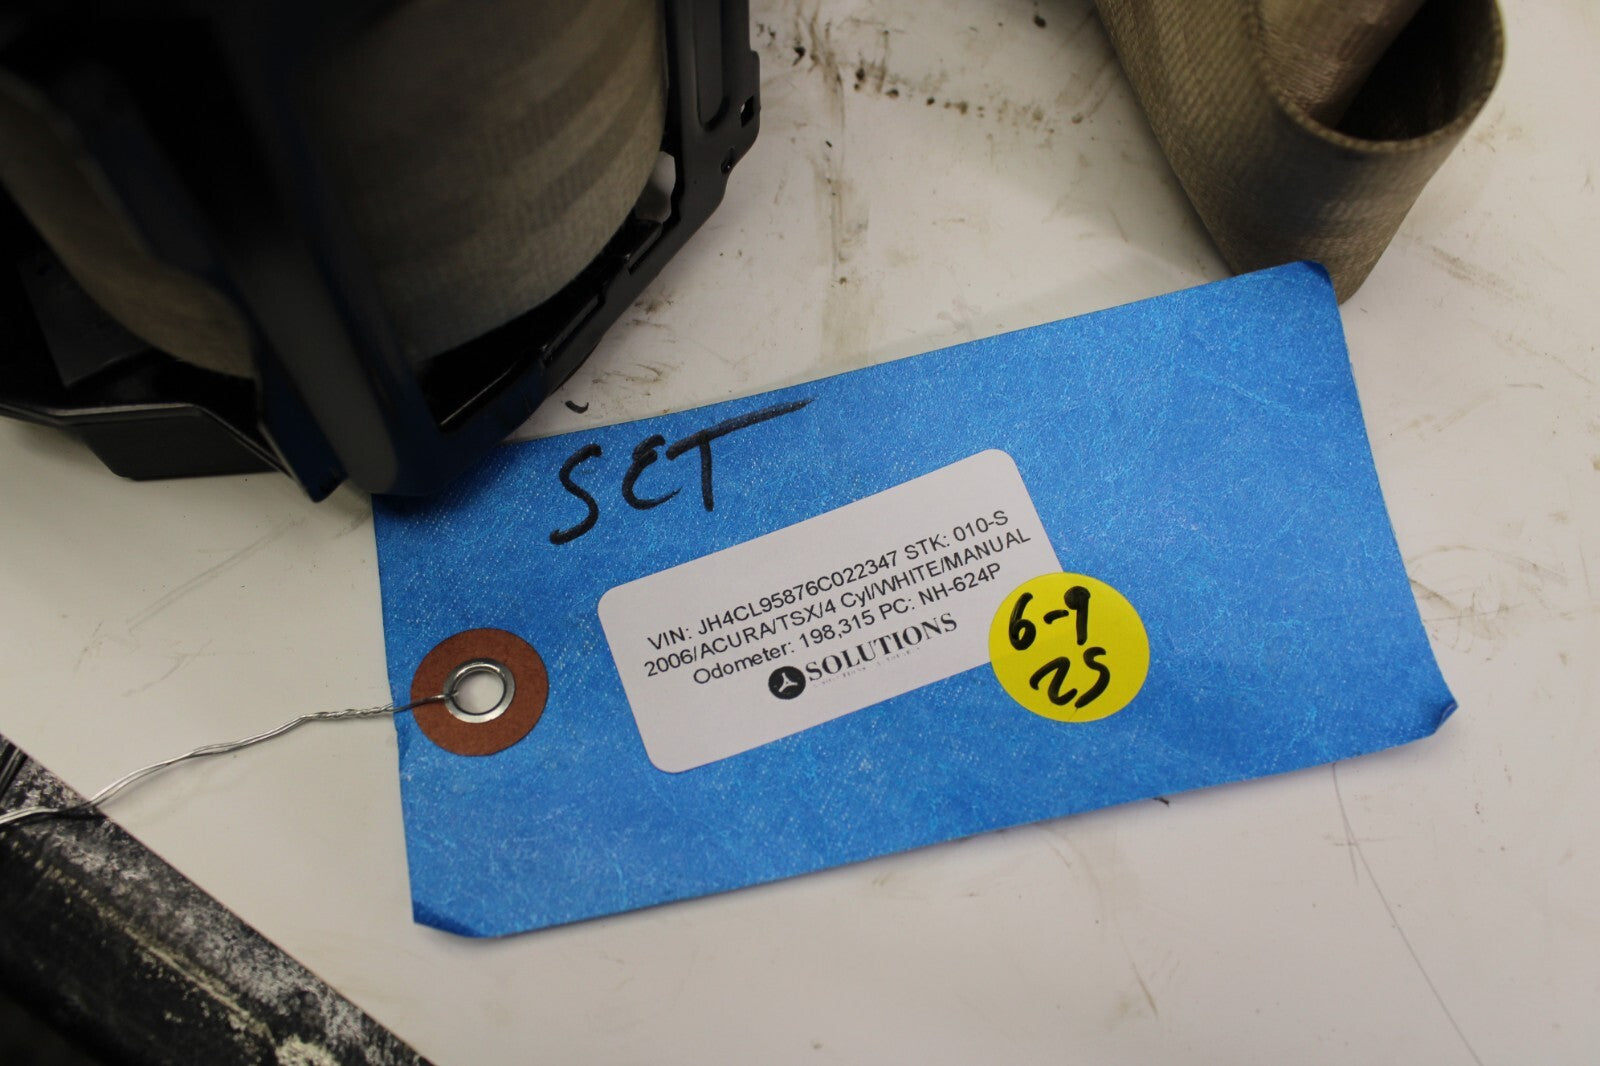 SET
VIN: JH4CL95876C022347 STK: 010-S
2006/ACURA/TSX/4 Cyl/WHITE/MANUAL
Odometer: 198,315 PC: NH-624P
SOLUTIONS
6-9
25